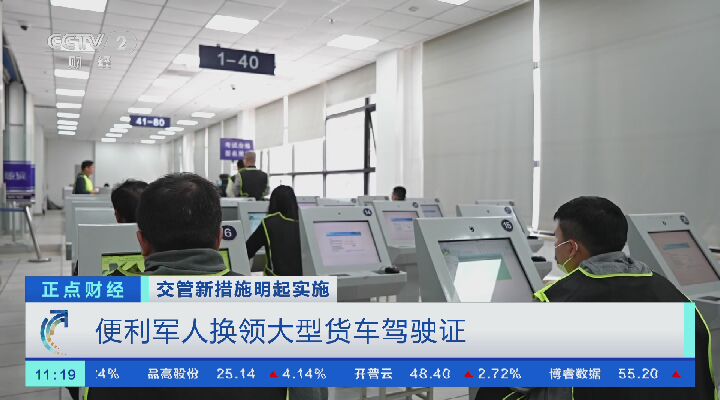 CCTV 2
财 经
1-40
41-80
正点财经
交管新措施明起实施
便利军人换领大型货车驾驶证
11:19 4% 品高股份 25.14 ▲ 4.14% 开普云 48.40 ▲ 2.72% 博睿数据 55.20 ▲